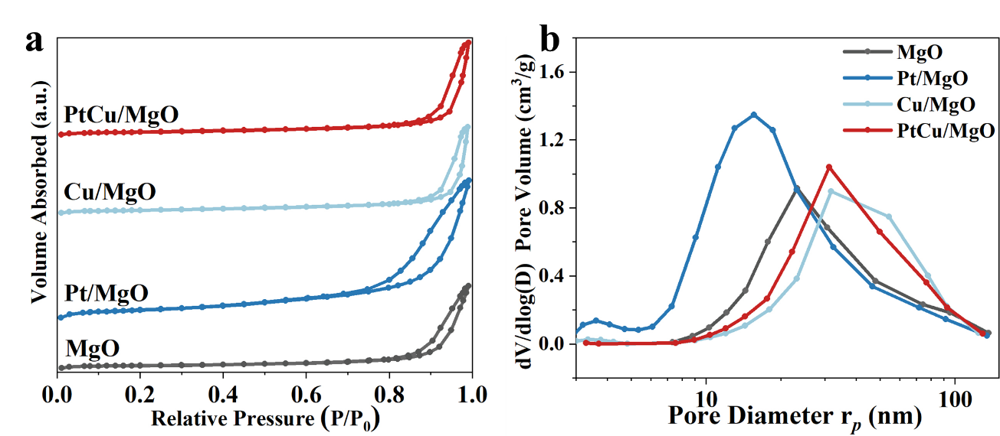 a
PtCu/MgO
Cu/MgO
Pt/MgO
MgO
Volume Absorbed (a.u.)
0.0 0.2 0.4 0.6 0.8 1.0
Relative Pressure (P/P₀)
b
MgO
Pt/MgO
Cu/MgO
PtCu/MgO
dV/dlog(D) Pore Volume (cm³/g)
1.6
1.2
0.8
0.4
0.0
10 100
Pore Diameter rₚ (nm)